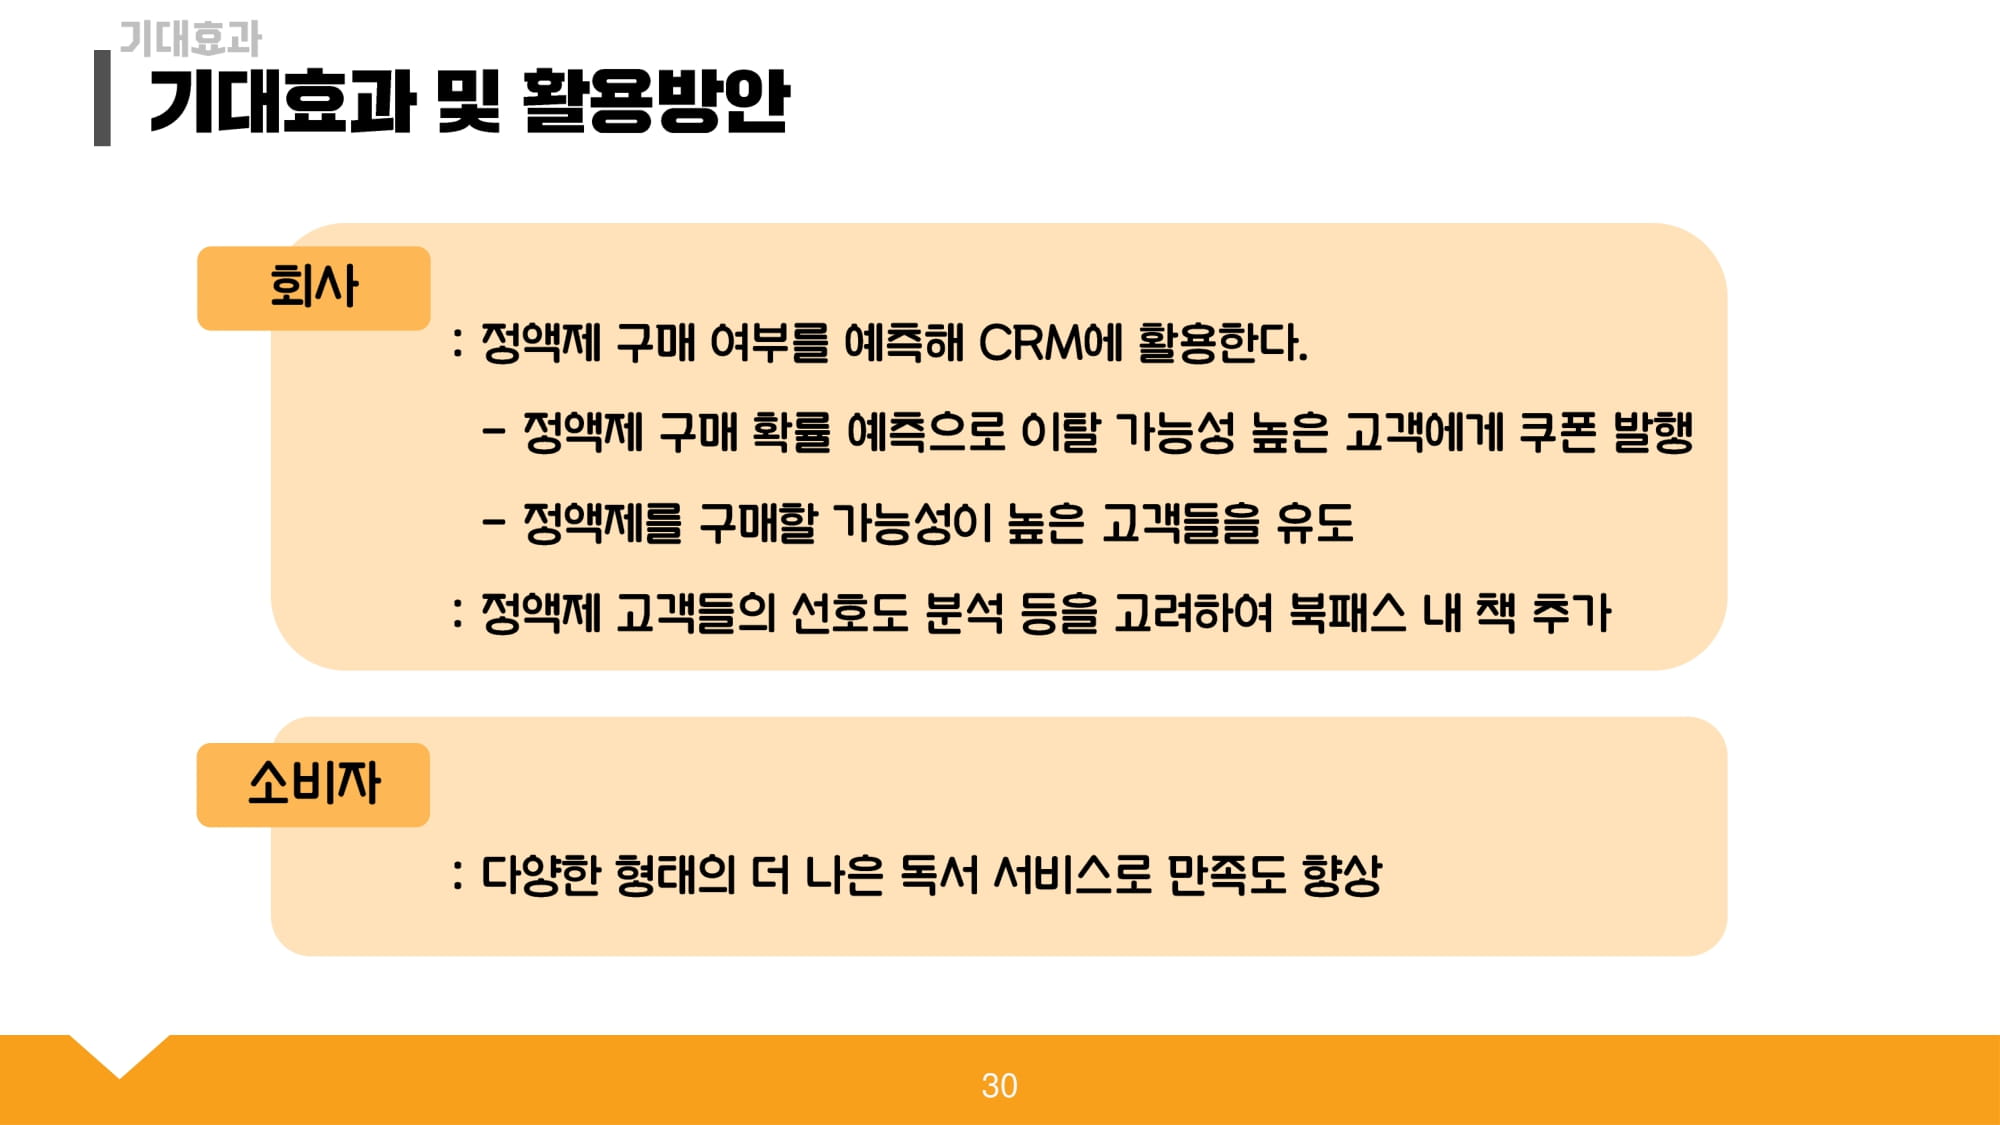 기대효과
기대효과 및 활용방안
회사
: 정액제 구매 여부를 예측해 CRM에 활용한다.
- 정액제 구매 확률 예측으로 이탈 가능성 높은 고객에게 쿠폰 발행
- 정액제를 구매할 가능성이 높은 고객들을 유도
: 정액제 고객들의 선호도 분석 등을 고려하여 북패스 내 책 추가
소비자
: 다양한 형태의 더 나은 독서 서비스로 만족도 향상
30